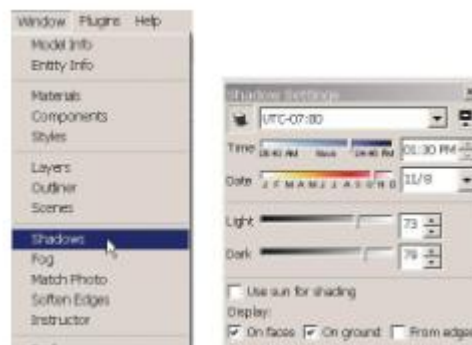 Window Plugins Help
Model Info
Entity Info
Materials
Components
Styles
Layers
Outliner
Scenes
Shadows
Fog
Match Photo
Soften Edges
Instructor
Shadow Settings
UTC-07:00
Time Noon 01:30 PM
Date J F M A M J J A S O N D 11/8
Light 73
Dark
Use sun for shading
Display:
On faces On ground From edges